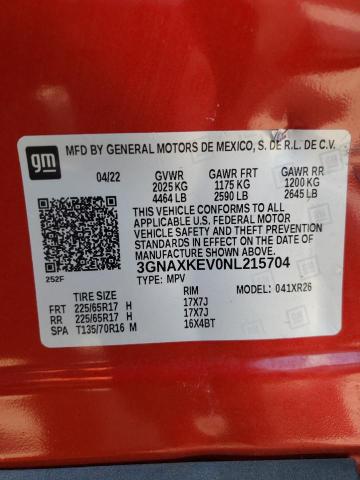 gm
MFD BY GENERAL MOTORS DE MEXICO, S. DE R.L. DE C.V.
04/22 GVWR GAWR FRT GAWR RR
2025 KG 1175 KG 1200 KG
4464 LB 2590 LB 2645 LB
THIS VEHICLE CONFORMS TO ALL
APPLICABLE U.S. FEDERAL MOTOR
VEHICLE SAFETY AND THEFT
PREVENTION STANDARDS IN EFFECT
ON THE DATE OF MANUFACTURE
SHOWN ABOVE.
252F 3GNAXKEV0NL215704
TYPE: MPV MODEL: 041XR26
TIRE SIZE RIM
FRT 225/65R17 H 17X7J
RR 225/65R17 H 17X7J
SPA T135/70R16 M 16X4BT